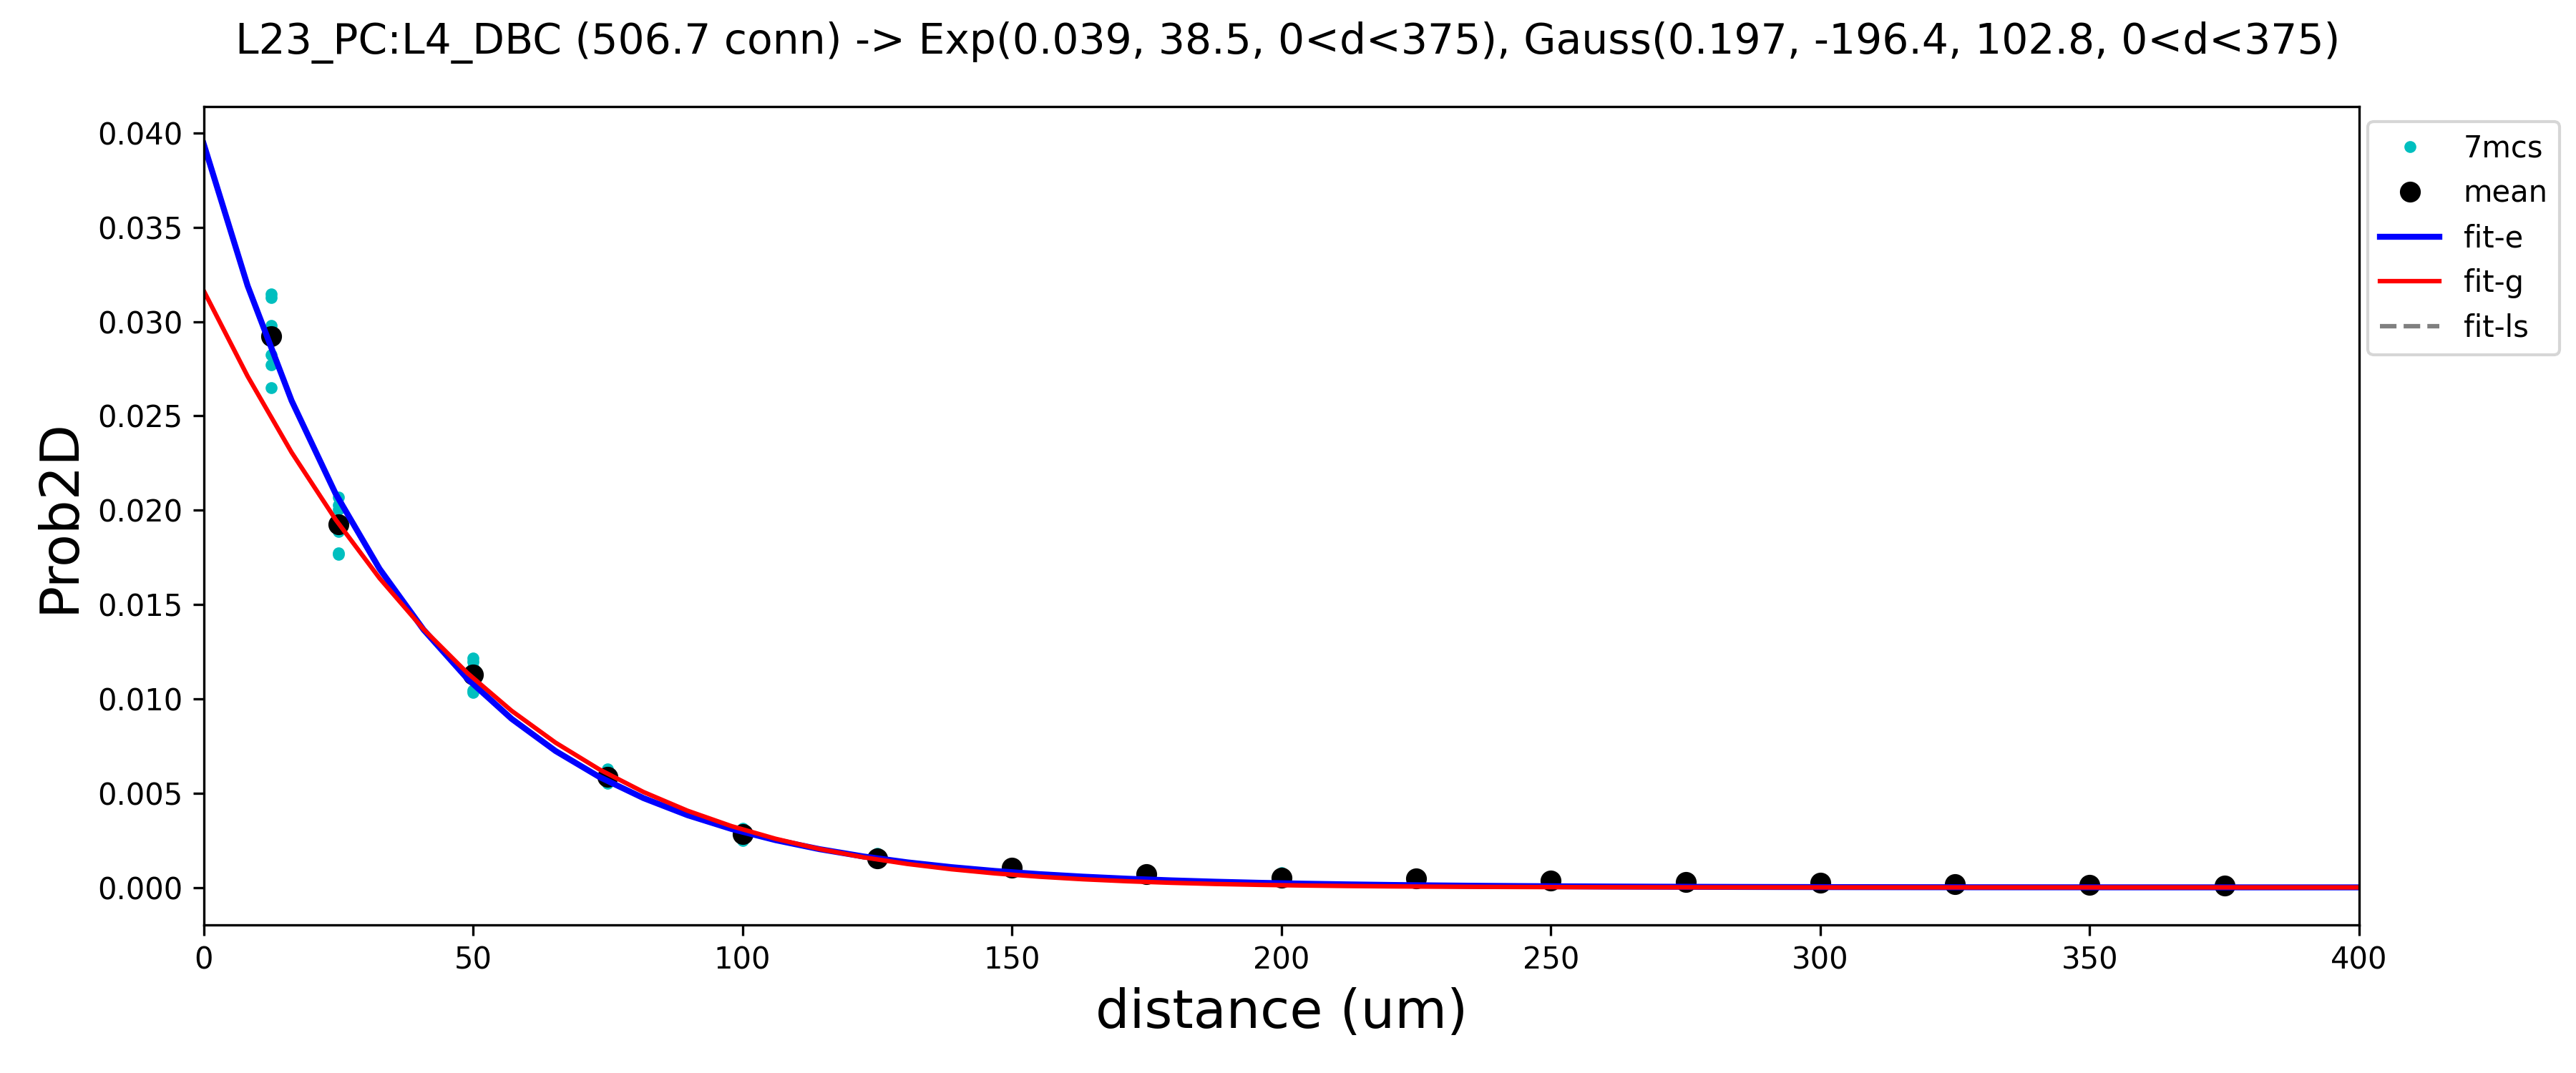 L23_PC:L4_DBC (506.7 conn) -> Exp(0.039, 38.5, 0<d<375), Gauss(0.197, -196.4, 102.8, 0<d<375)
0.040
0.035
0.030
0.025
0.020
0.015
0.010
0.005
0.000
Prob2D
0 50 100 150 200 250 300 350 400
distance (um)
7mcs
mean
fit-e
fit-g
fit-ls